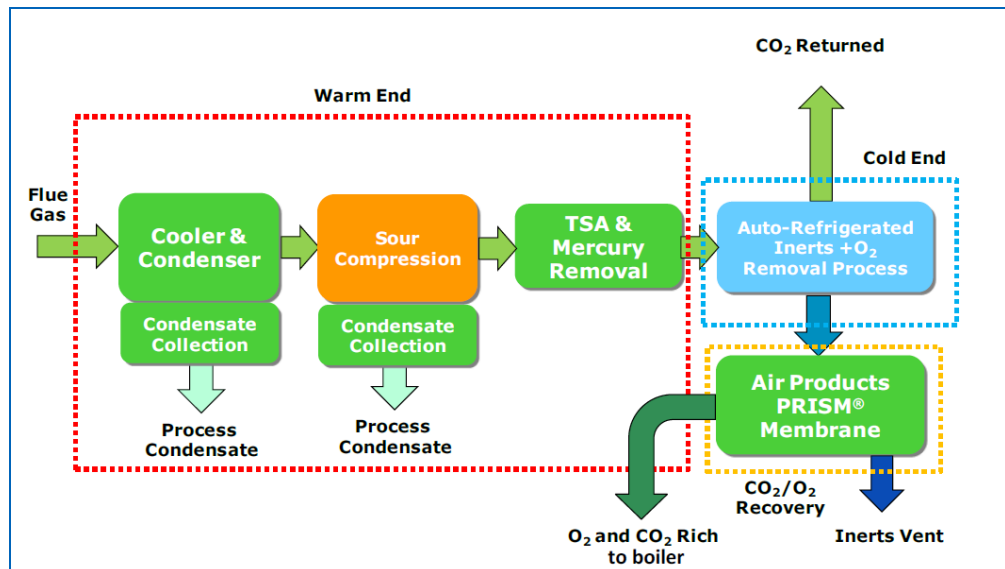 CO₂ Returned
Warm End
Cold End
Flue
Gas
Cooler &
Condenser
Sour
Compression
TSA &
Mercury
Removal
Auto-Refrigerated
Inerts +O₂
Removal Process
Condensate
Collection
Condensate
Collection
Process
Condensate
Process
Condensate
Air Products
PRISM®
Membrane
CO₂/O₂
Recovery
O₂ and CO₂ Rich
to boiler
Inerts Vent